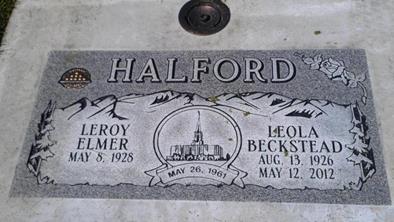 HALFORD
LEROY
ELMER
MAY 8, 1928
MAY 26, 1961
LEOLA
BECKSTEAD
AUG. 13, 1926
MAY 12, 2012